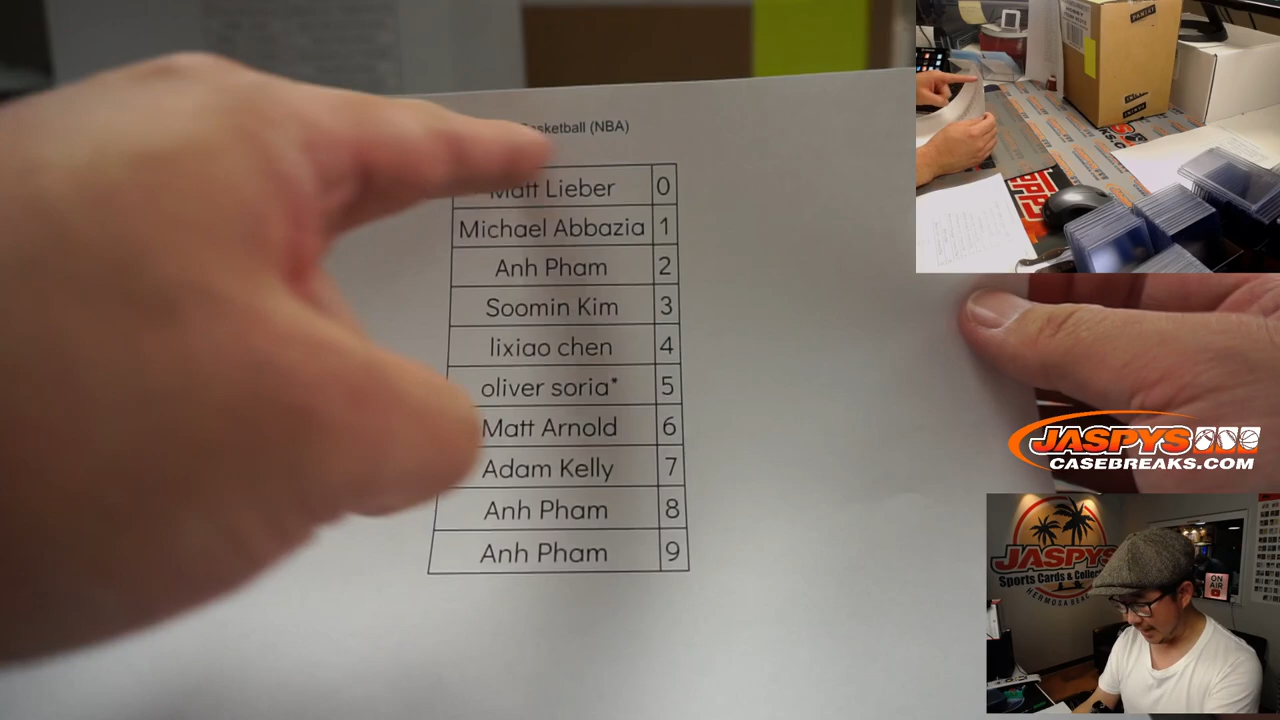 Basketball (NBA)
Matt Lieber 0
Michael Abbazia 1
Anh Pham 2
Soomin Kim 3
lixiao chen 4
oliver soria* 5
Matt Arnold 6
Adam Kelly 7
Anh Pham 8
Anh Pham 9
PANINI
JASPYS
CASEBREAKS.COM
JASPYS
Sports Cards &
HERMOSA
ON
AIR